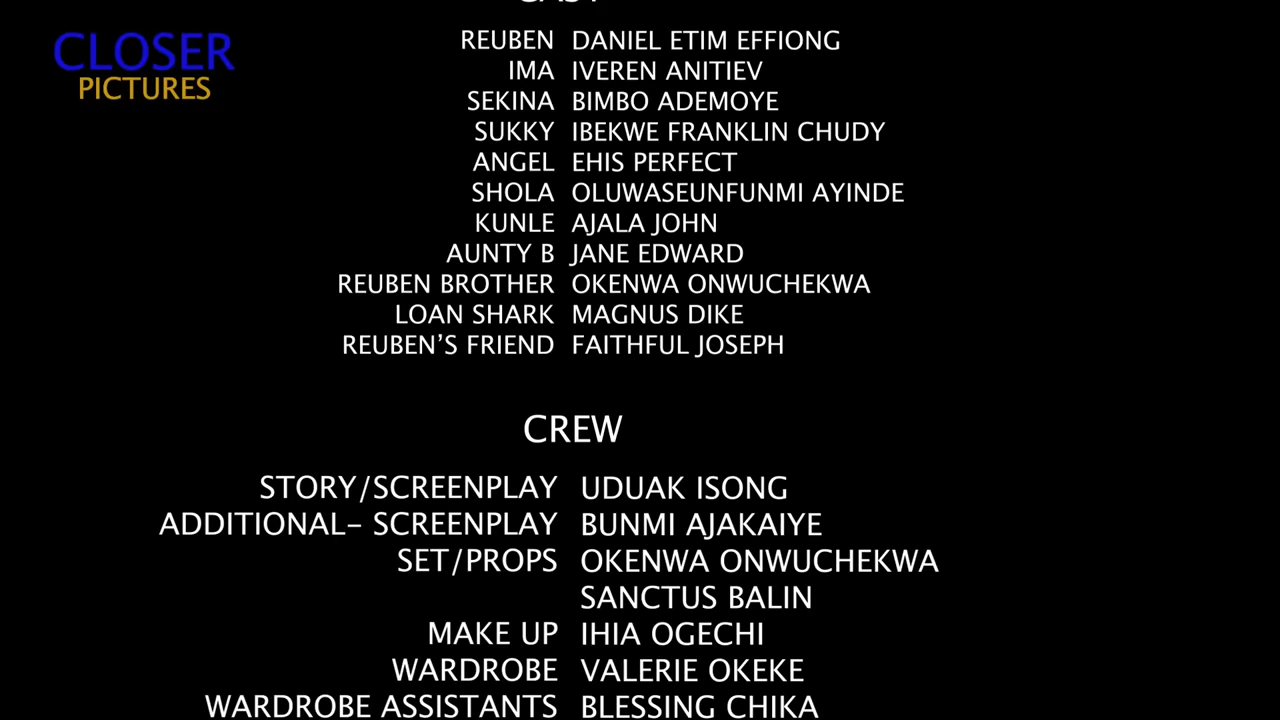 CAST
CLOSER
PICTURES
REUBEN DANIEL ETIM EFFIONG
IMA IVEREN ANITIEV
SEKINA BIMBO ADEMOYE
SUKKY IBEKWE FRANKLIN CHUDY
ANGEL EHIS PERFECT
SHOLA OLUWASEUNFUNMI AYINDE
KUNLE AJALA JOHN
AUNTY B JANE EDWARD
REUBEN BROTHER OKENWA ONWUCHEKWA
LOAN SHARK MAGNUS DIKE
REUBEN’S FRIEND FAITHFUL JOSEPH
CREW
STORY/SCREENPLAY UDUAK ISONG
ADDITIONAL– SCREENPLAY BUNMI AJAKAIYE
SET/PROPS OKENWA ONWUCHEKWA
SANCTUS BALIN
MAKE UP IHIA OGECHI
WARDROBE VALERIE OKEKE
WARDROBE ASSISTANTS BLESSING CHIKA